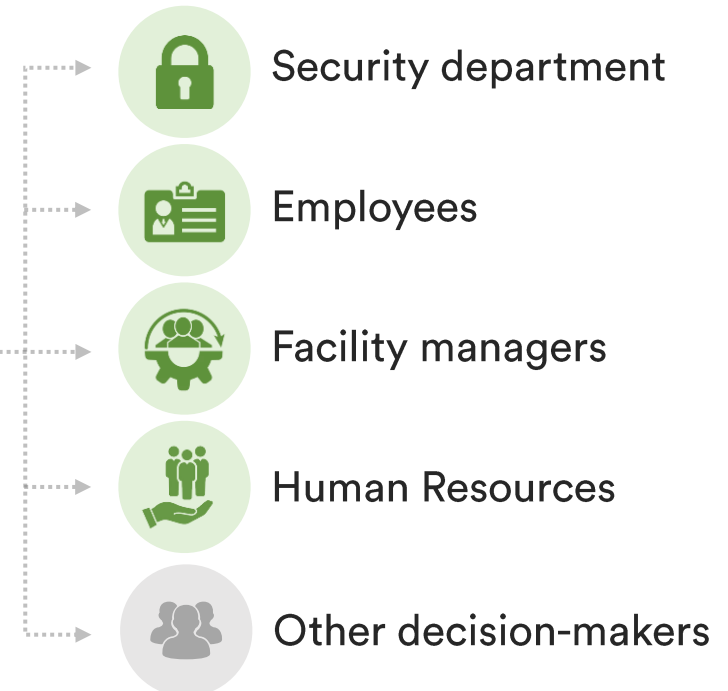 Security department
Employees
Facility managers
Human Resources
Other decision-makers